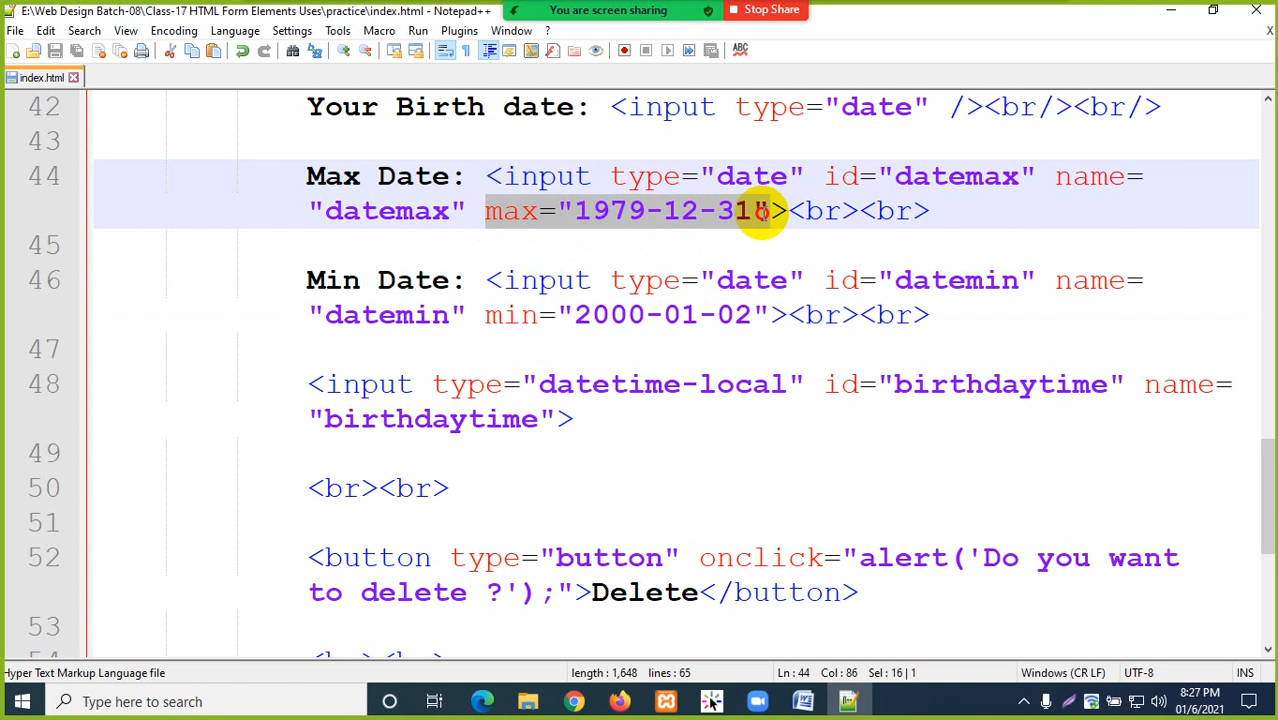 E:\Web Design Batch-08\Class-17 HTML Form Elements Uses\practice\index.html - Notepad++
You are screen sharing
Stop Share
File Edit Search View Encoding Language Settings Tools Macro Run Plugins Window ?
X
index.html
42 Your Birth date: <input type="date" /><br/><br/>
43
44 Max Date: <input type="date" id="datemax" name=
"datemax" max="1979-12-31"><br><br>
45
46 Min Date: <input type="date" id="datemin" name=
"datemin" min="2000-01-02"><br><br>
47
48 <input type="datetime-local" id="birthdaytime" name=
"birthdaytime">
49
50 <br><br>
51
52 <button type="button" onclick="alert('Do you want
to delete ?');">Delete</button>
53
54 <br><br>
Hyper Text Markup Language file length : 1,648 lines : 65 Ln : 44 Col : 86 Sel : 16 | 1 Windows (CR LF) UTF-8 INS
Type here to search
8:27 PM
01/6/2021